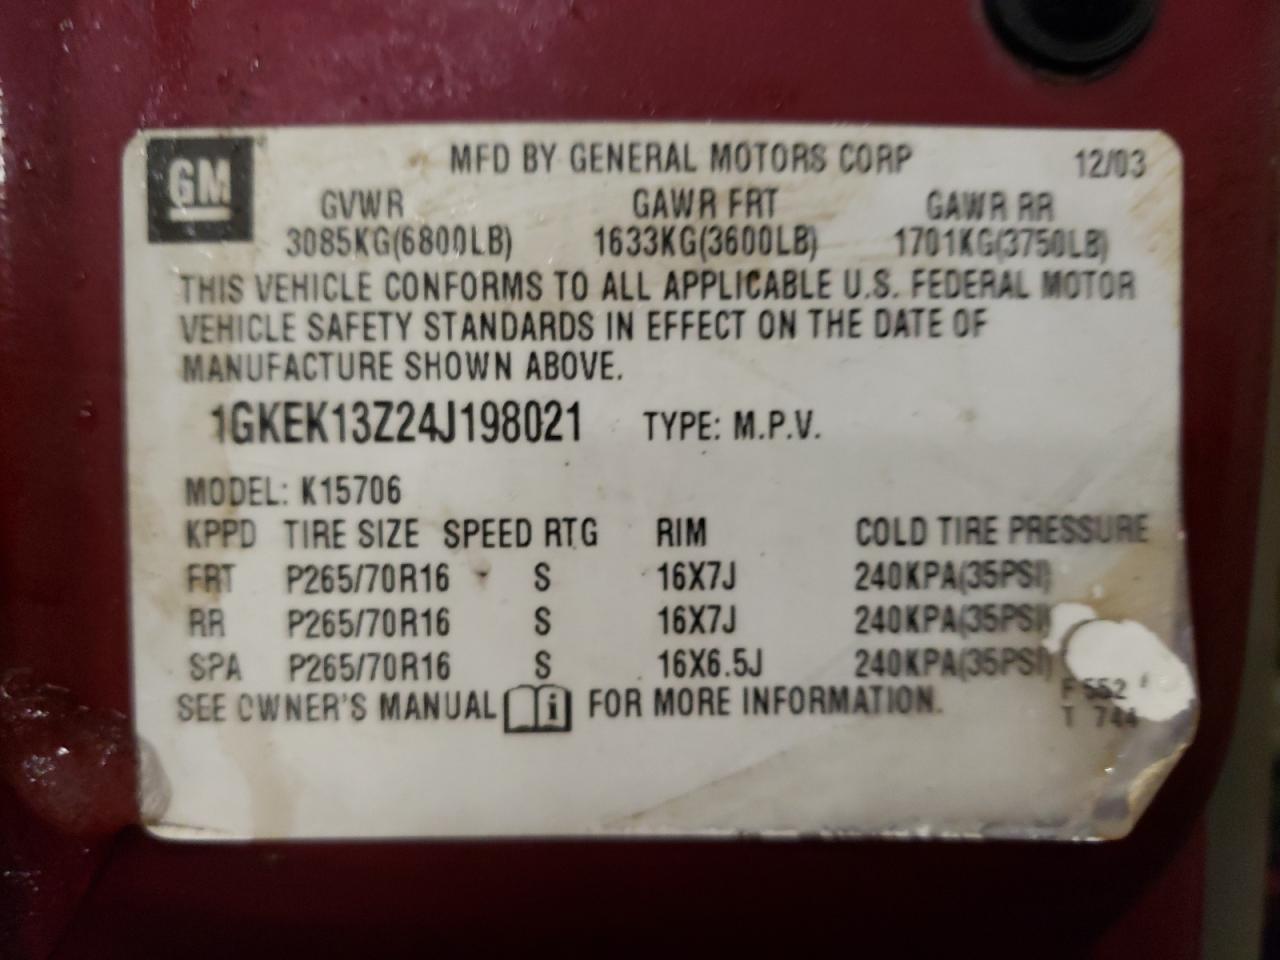 GM
MFD BY GENERAL MOTORS CORP 12/03
GVWR GAWR FRT GAWR RR
3085KG(6800LB) 1633KG(3600LB) 1701KG(3750LB)
THIS VEHICLE CONFORMS TO ALL APPLICABLE U.S. FEDERAL MOTOR
VEHICLE SAFETY STANDARDS IN EFFECT ON THE DATE OF
MANUFACTURE SHOWN ABOVE.
1GKEK13Z24J198021 TYPE: M.P.V.
MODEL: K15706
KPPD TIRE SIZE SPEED RTG RIM COLD TIRE PRESSURE
FRT P265/70R16 S 16X7J 240KPA(35PSI)
RR P265/70R16 S 16X7J 240KPA(35PSI)
SPA P265/70R16 S 16X6.5J 240KPA(35PSI)
SEE OWNER'S MANUAL i FOR MORE INFORMATION.
F 552
T 744